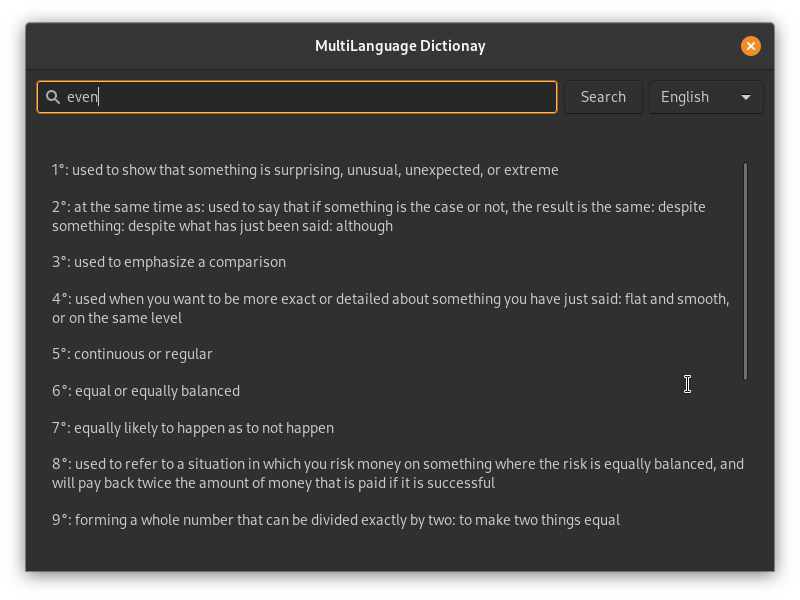 MultiLanguage Dictionay
even
Search
English
1°: used to show that something is surprising, unusual, unexpected, or extreme
2°: at the same time as: used to say that if something is the case or not, the result is the same: despite
something: despite what has just been said: although
3°: used to emphasize a comparison
4°: used when you want to be more exact or detailed about something you have just said: flat and smooth,
or on the same level
5°: continuous or regular
6°: equal or equally balanced
7°: equally likely to happen as to not happen
8°: used to refer to a situation in which you risk money on something where the risk is equally balanced, and
will pay back twice the amount of money that is paid if it is successful
9°: forming a whole number that can be divided exactly by two: to make two things equal